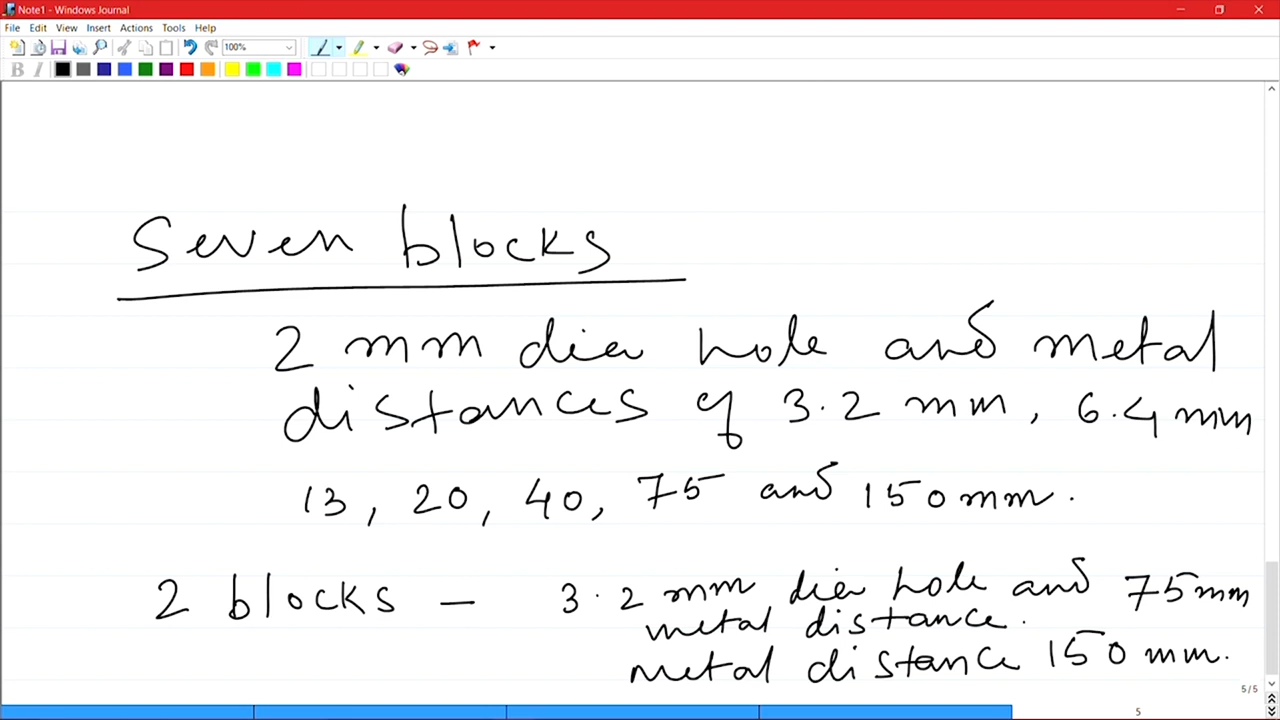 Note1 - Windows Journal
File Edit View Insert Actions Tools Help
100%
B I
Seven blocks
2 mm dia hole and metal
distances of 3.2 mm, 6.4 mm
13, 20, 40, 75 and 150 mm.
2 blocks - 3.2 mm dia hole and 75 mm
metal distance.
metal distance 150 mm.
5/5
5